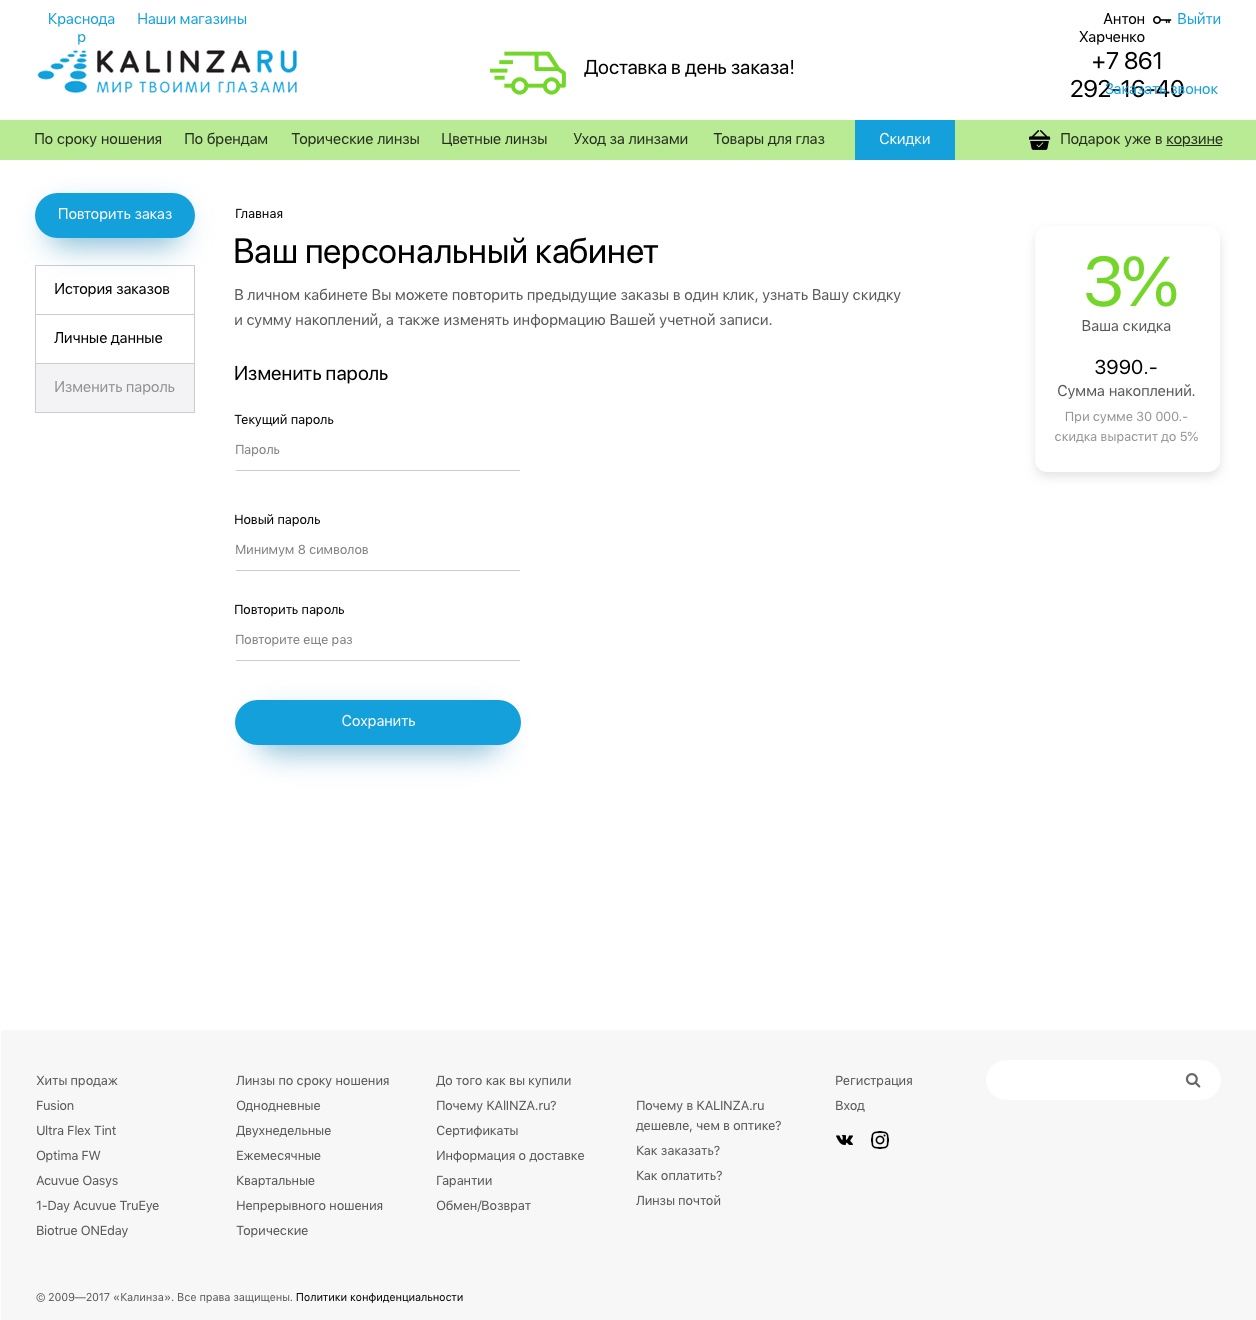 Краснода
р
Наши магазины
KALINZARU
МИР ТВОИМИ ГЛАЗАМИ
Доставка в день заказа!
Антон
Харченко
Выйти
+7 861
292-16-40
Заказать звонок
По сроку ношения
По брендам
Торические линзы
Цветные линзы
Уход за линзами
Товары для глаз
Скидки
Подарок уже в корзине
Повторить заказ
История заказов
Личные данные
Изменить пароль
Главная
Ваш персональный кабинет
В личном кабинете Вы можете повторить предыдущие заказы в один клик, узнать Вашу скидку
и сумму накоплений, а также изменять информацию Вашей учетной записи.
Изменить пароль
Текущий пароль
Пароль
Новый пароль
Минимум 8 символов
Повторить пароль
Повторите еще раз
Сохранить
3%
Ваша скидка
3990.-
Сумма накоплений.
При сумме 30 000.-
скидка вырастит до 5%
Хиты продаж
Fusion
Ultra Flex Tint
Optima FW
Acuvue Oasys
1-Day Acuvue TruEye
Biotrue ONEday
Линзы по сроку ношения
Однодневные
Двухнедельные
Ежемесячные
Квартальные
Непрерывного ношения
Торические
До того как вы купили
Почему KAlINZA.ru?
Сертификаты
Информация о доставке
Гарантии
Обмен/Возврат
Почему в KALINZA.ru
дешевле, чем в оптике?
Как заказать?
Как оплатить?
Линзы почтой
Регистрация
Вход
© 2009—2017 «Калинза». Все права защищены. Политики конфиденциальности